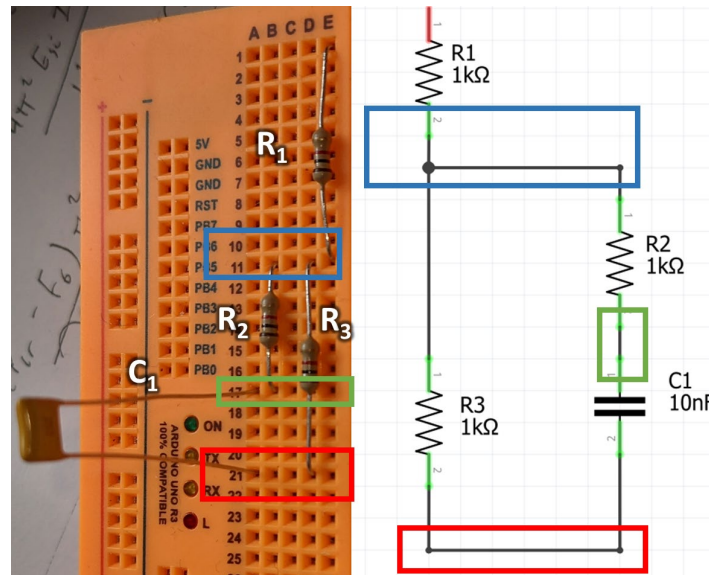 A B C D E
1
2
3
4
5
6
7
8
9
10
11
12
13
14
15
16
17
18
19
20
21
22
23
24
25
+
-
5V
GND
GND
RST
PB7
PB6
PB5
PB4
PB3
PB2
PB1
PB0
R1
R2
R3
C1
ON
TX
RX
L
ARDUINO UNO R3
100% COMPATIBLE
R1
1kΩ
1
2
R2
1kΩ
1
2
R3
1kΩ
1
2
C1
10nF
1
2